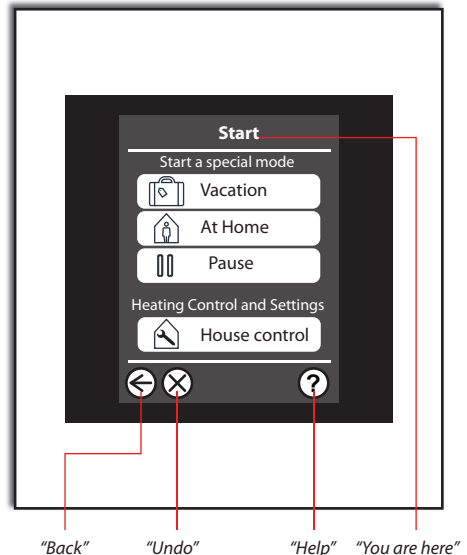 Start
Start a special mode
Vacation
At Home
Pause
Heating Control and Settings
House control
?
“Back” “Undo” “Help” “You are here”